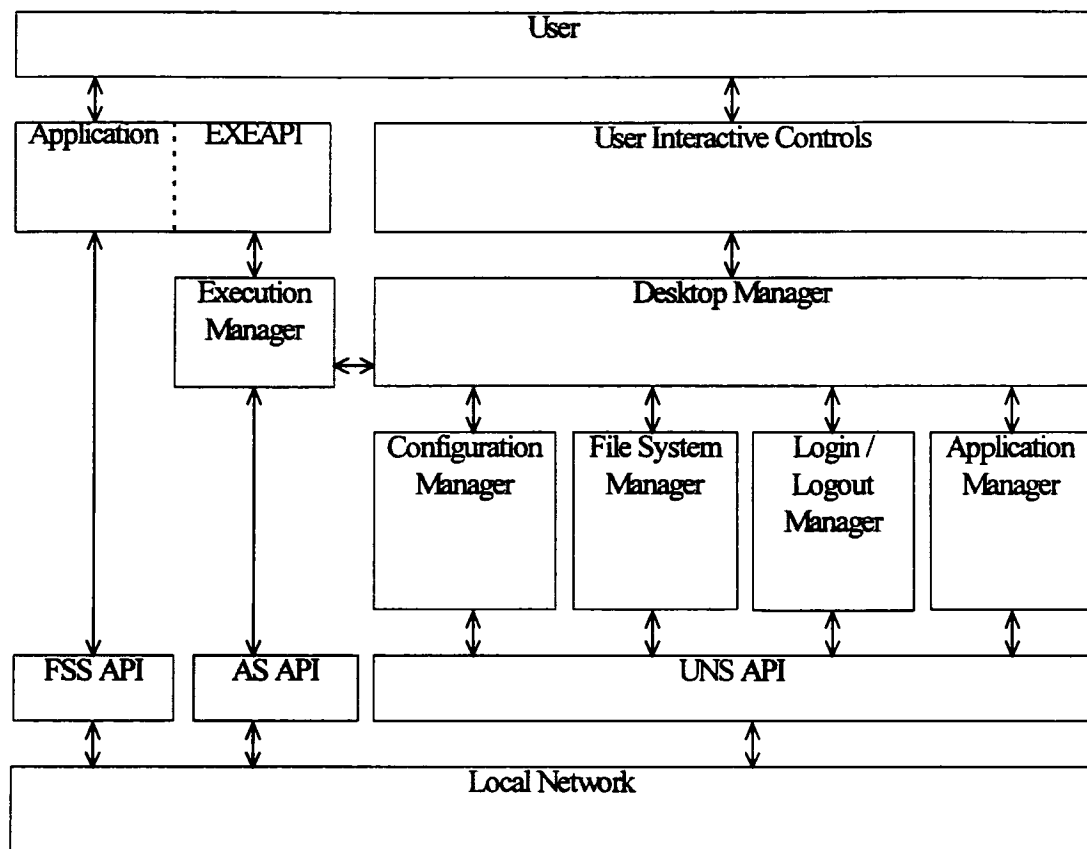 User
Application
EXEAPI
User Interactive Controls
Execution
Manager
Desktop Manager
Configuration
Manager
File System
Manager
Login /
Logout
Manager
Application
Manager
FSS API
AS API
UNS API
Local Network